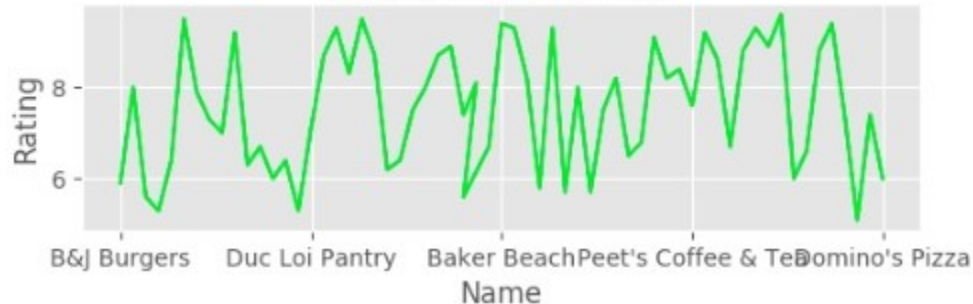 Rating
8
6
B&J Burgers Duc Loi Pantry Baker Beach Peet's Coffee & Tea Domino's Pizza
Name